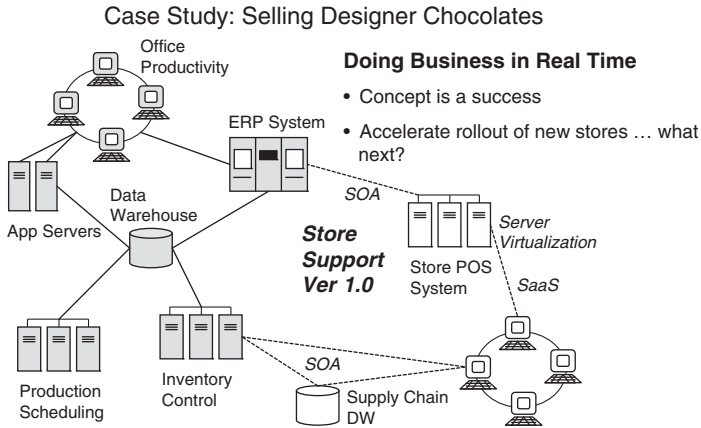 Case Study: Selling Designer Chocolates
Office
Productivity
Doing Business in Real Time
• Concept is a success
• Accelerate rollout of new stores … what
next?
ERP System
SOA
App Servers
Data
Warehouse
Store
Support
Ver 1.0
Store POS
System
Server
Virtualization
SaaS
Production
Scheduling
Inventory
Control
SOA
Supply Chain
DW